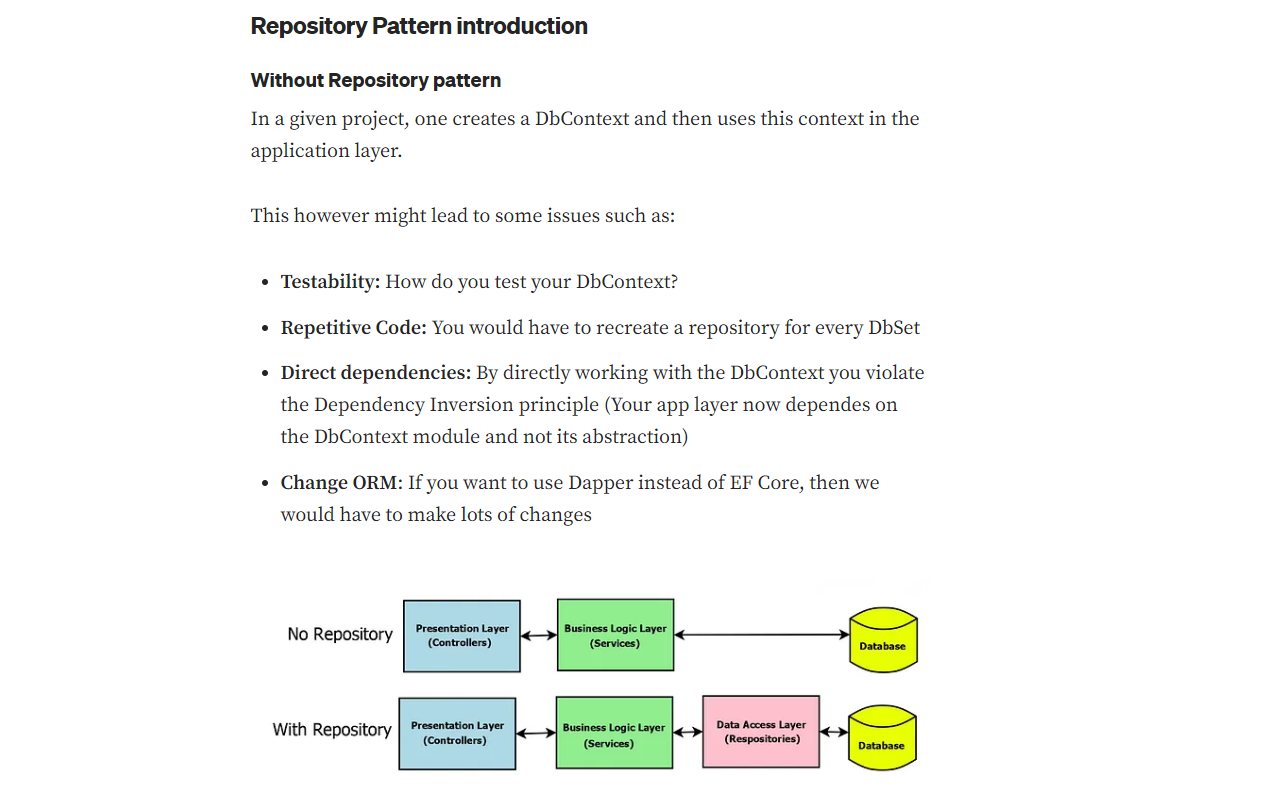 Repository Pattern introduction
Without Repository pattern
In a given project, one creates a DbContext and then uses this context in the
application layer.
This however might lead to some issues such as:
• Testability: How do you test your DbContext?
• Repetitive Code: You would have to recreate a repository for every DbSet
• Direct dependencies: By directly working with the DbContext you violate
the Dependency Inversion principle (Your app layer now dependes on
the DbContext module and not its abstraction)
• Change ORM: If you want to use Dapper instead of EF Core, then we
would have to make lots of changes
No Repository
Presentation Layer
(Controllers)
Business Logic Layer
(Services)
Database
With Repository
Presentation Layer
(Controllers)
Business Logic Layer
(Services)
Data Access Layer
(Respositories)
Database